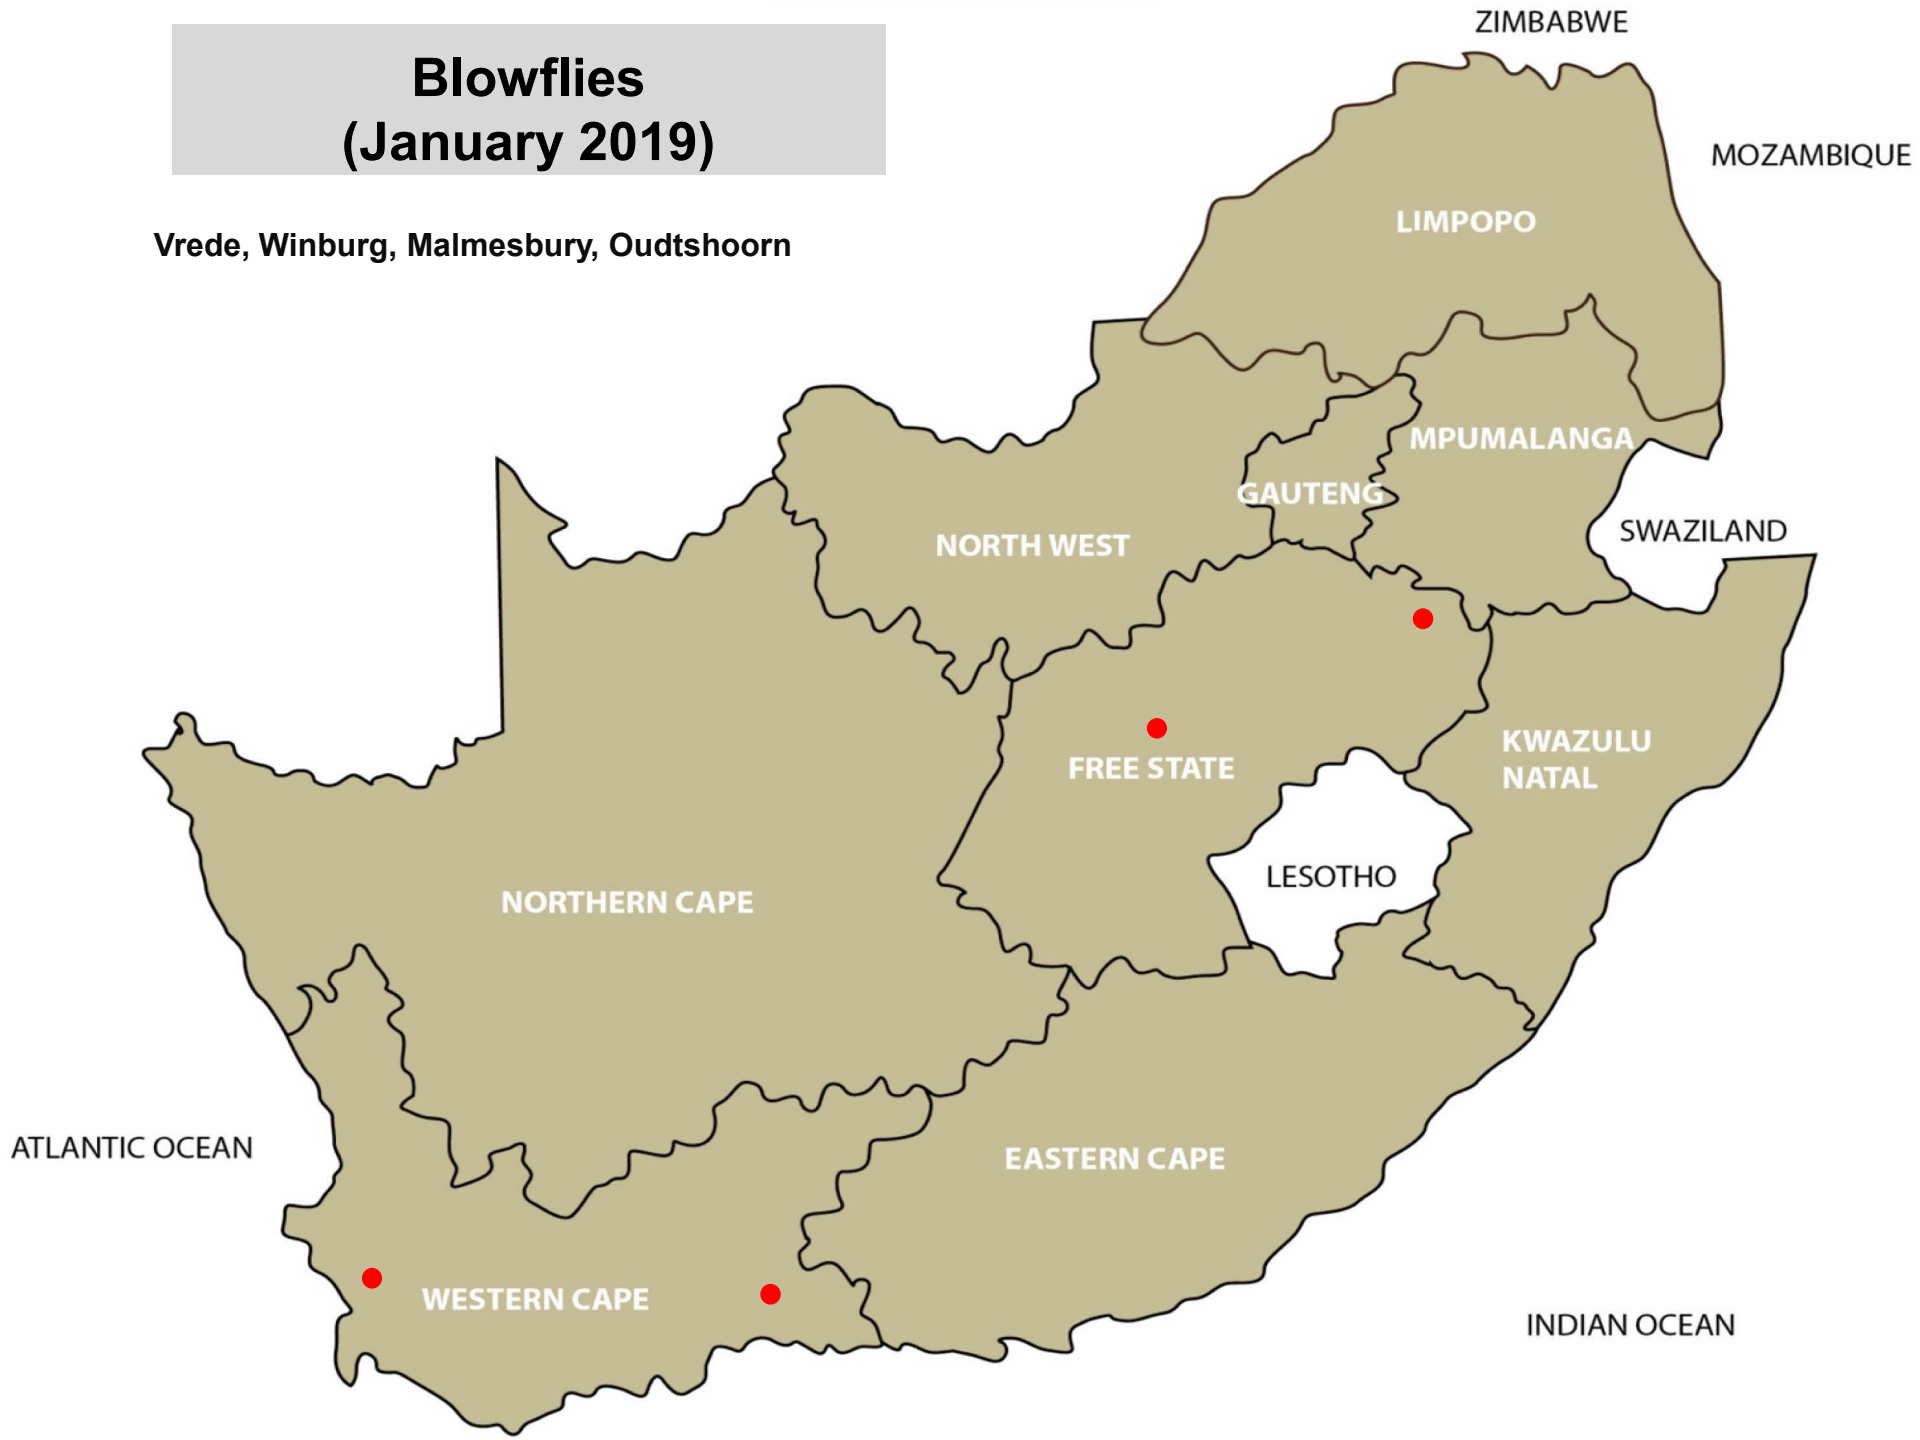 Blowflies
(January 2019)
Vrede, Winburg, Malmesbury, Oudtshoorn
ZIMBABWE
MOZAMBIQUE
LIMPOPO
MPUMALANGA
GAUTENG
SWAZILAND
NORTH WEST
KWAZULU
NATAL
FREE STATE
LESOTHO
NORTHERN CAPE
ATLANTIC OCEAN
EASTERN CAPE
WESTERN CAPE
INDIAN OCEAN